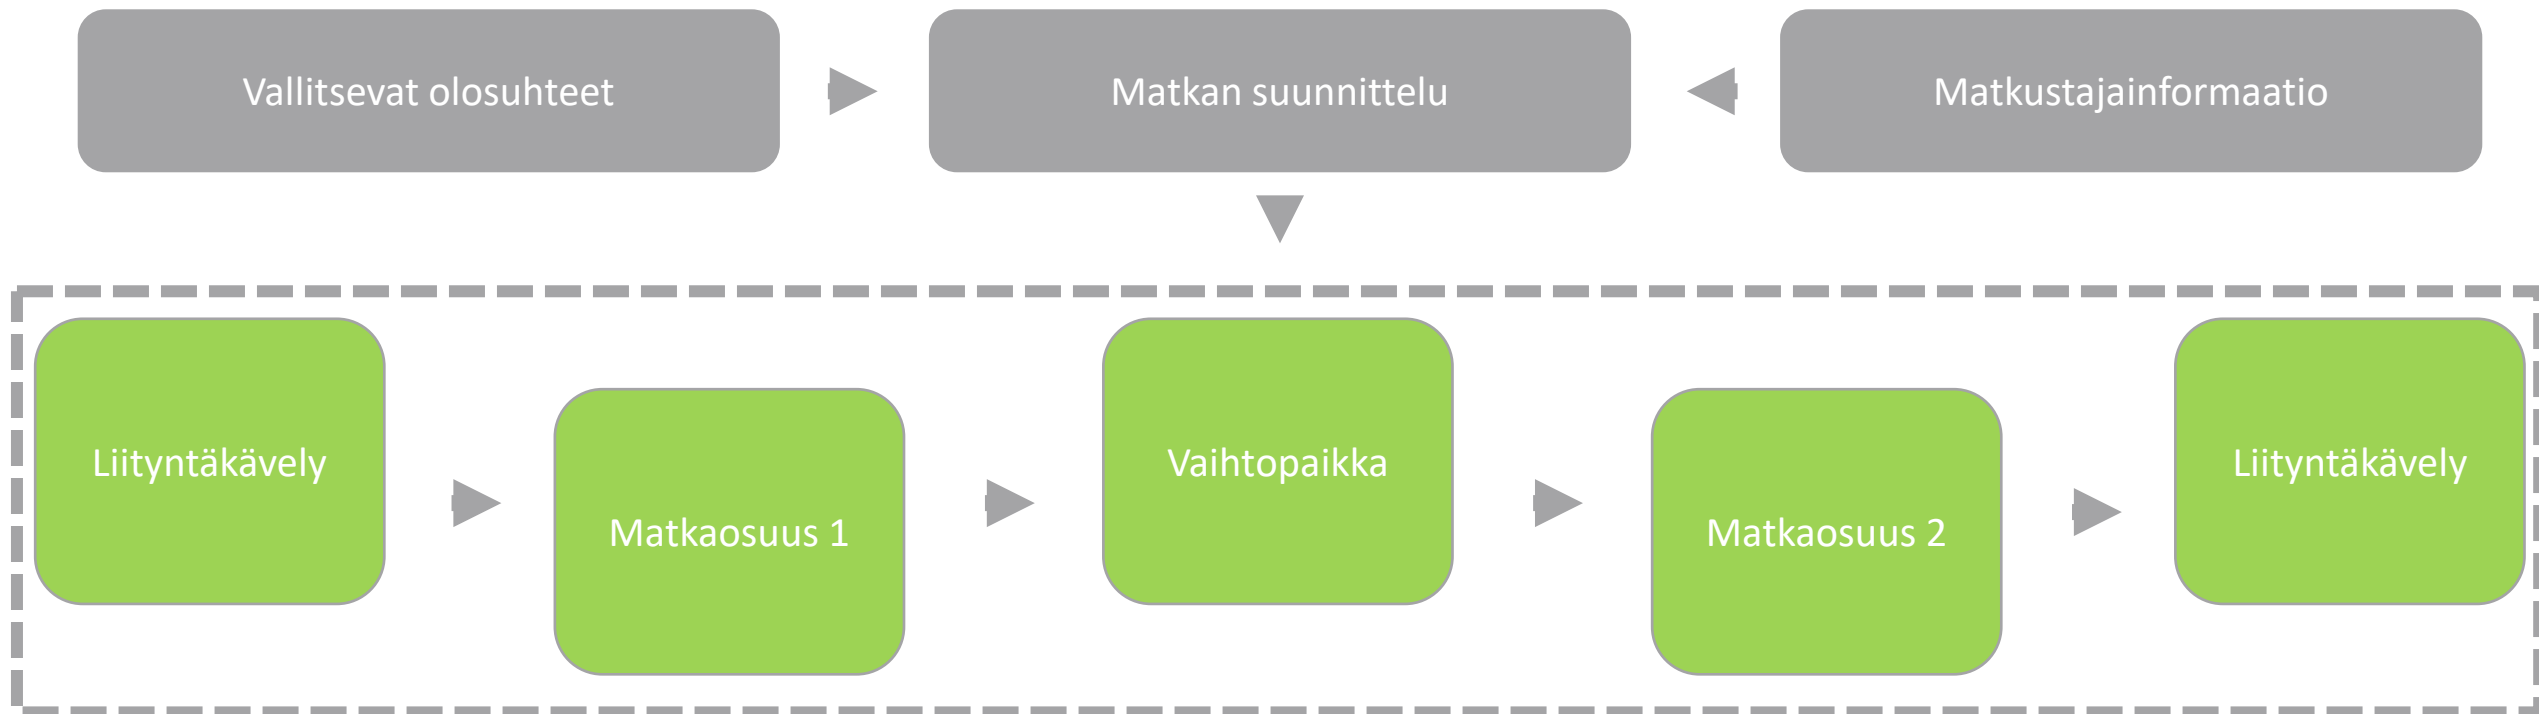 Vallitsevat olosuhteet
Matkan suunnittelu
Matkustajainformaatio
Liityntäkävely
Matkaosuus 1
Vaihtopaikka
Matkaosuus 2
Liityntäkävely